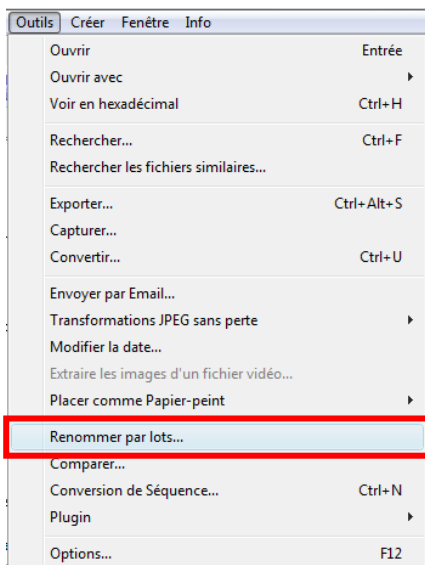 Outils Créer Fenêtre Info
Ouvrir Entrée
Ouvrir avec
Voir en hexadécimal Ctrl+H
Rechercher... Ctrl+F
Rechercher les fichiers similaires...
Exporter... Ctrl+Alt+S
Capturer...
Convertir... Ctrl+U
Envoyer par Email...
Transformations JPEG sans perte
Modifier la date...
Extraire les images d'un fichier vidéo...
Placer comme Papier-peint
Renommer par lots...
Comparer...
Conversion de Séquence... Ctrl+N
Plugin
Options... F12